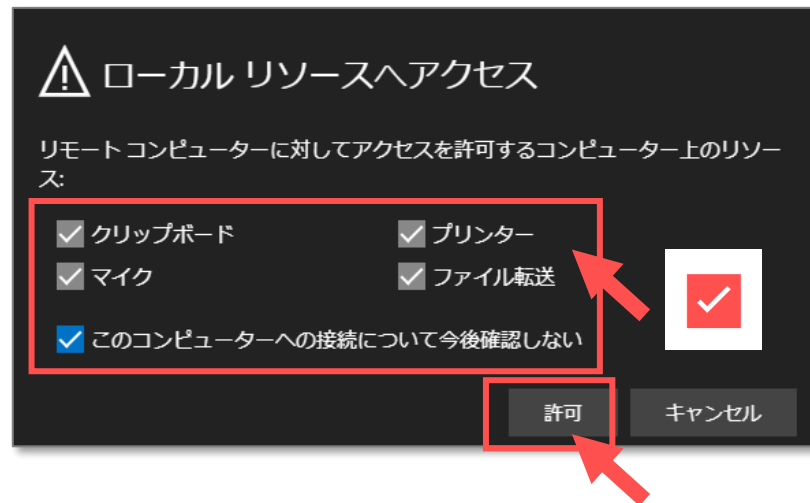 ローカル リソースへアクセス
リモート コンピューターに対してアクセスを許可するコンピューター上のリソー
ス:
クリップボード プリンター
マイク ファイル転送
このコンピューターへの接続について今後確認しない
許可 キャンセル